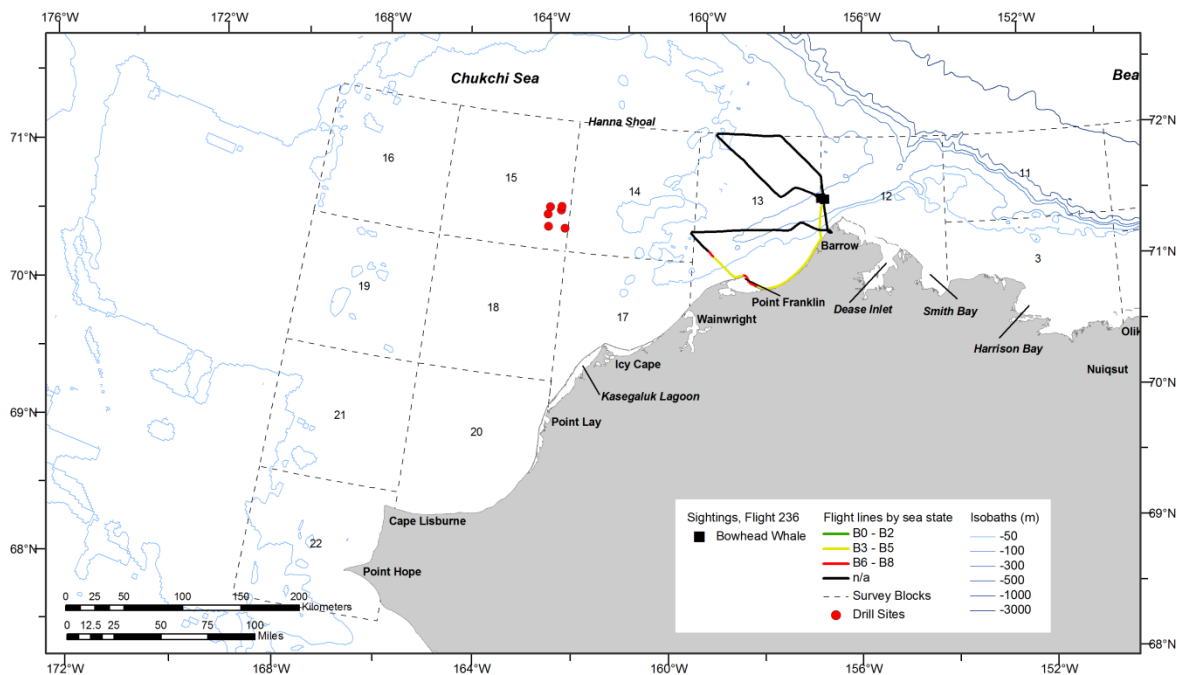 176°W 172°W 168°W 164°W 160°W 156°W 152°W
Chukchi Sea
Bea
72°N
71°N
Hanna Shoal
16
15
14
13
12
11
71°N
Barrow
3
70°N
19
18
17
Point Franklin
Dease Inlet
Smith Bay
Wainwright
Harrison Bay
Olik
Icy Cape
Nuiqsut
70°N
Kasegaluk Lagoon
69°N
21
20
Point Lay
Cape Lisburne
69°N
68°N
22
Point Hope
Sightings, Flight 236
Bowhead Whale
Flight lines by sea state
B0 - B2
B3 - B5
B6 - B8
n/a
Survey Blocks
Drill Sites
Isobaths (m)
-50
-100
-300
-500
-1000
-3000
0 25 50 100 150 200
Kilometers
0 12.5 25 50 75 100
Miles
68°N
172°W 168°W 164°W 160°W 156°W 152°W